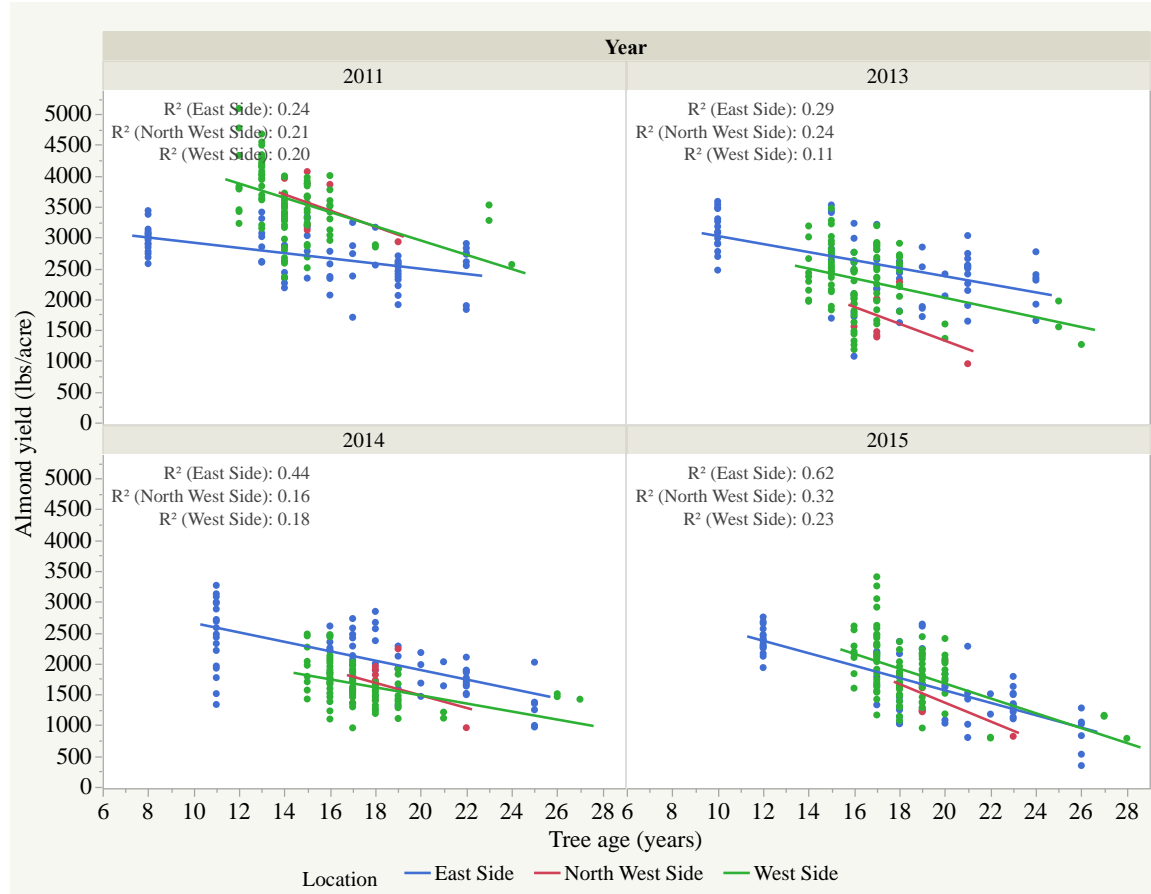 Year
2011
2013
R² (East Side): 0.24
R² (North West Side): 0.21
R² (West Side): 0.20
R² (East Side): 0.29
R² (North West Side): 0.24
R² (West Side): 0.11
5000
4500
4000
3500
3000
2500
2000
1500
1000
500
0
2014
2015
R² (East Side): 0.44
R² (North West Side): 0.16
R² (West Side): 0.18
R² (East Side): 0.62
R² (North West Side): 0.32
R² (West Side): 0.23
5000
4500
4000
3500
3000
2500
2000
1500
1000
500
0
Almond yield (lbs/acre)
6 8 10 12 14 16 18 20 22 24 26 28 6 8 10 12 14 16 18 20 22 24 26 28
Tree age (years)
Location East Side North West Side West Side